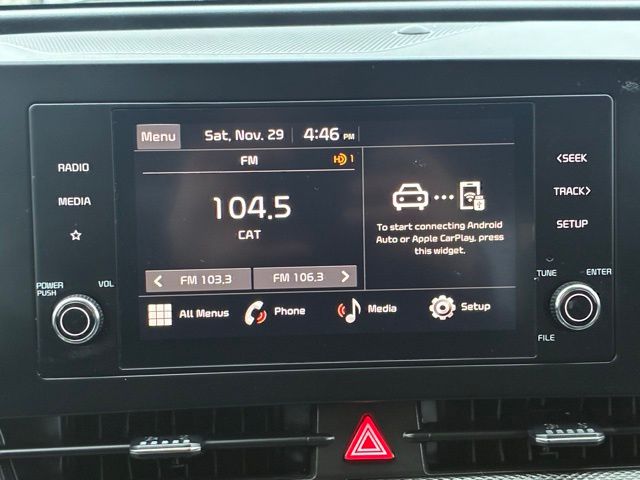 Menu Sat, Nov. 29 4:46 PM
FM HD 1
104.5
CAT
FM 103.3 FM 106.3
To start connecting Android
Auto or Apple CarPlay, press
this widget.
All Menus Phone Media Setup
RADIO
MEDIA
POWER
PUSH
VOL
<SEEK
TRACK>
SETUP
TUNE
ENTER
FILE